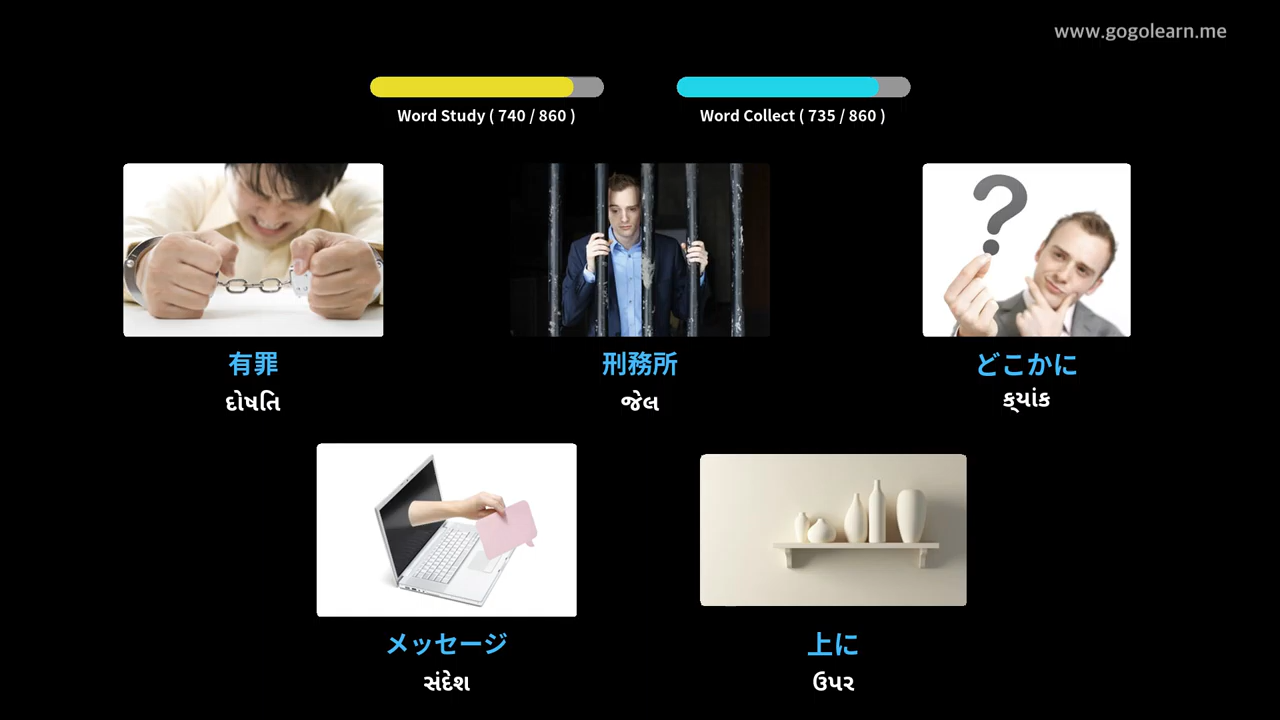 www.gogolearn.me
Word Study ( 740 / 860 )
Word Collect ( 735 / 860 )
有罪
દોષતિ
刑務所
જેલ
どこかに
ક્યાંક
メッセージ
સંદેશ
上に
ઉપર